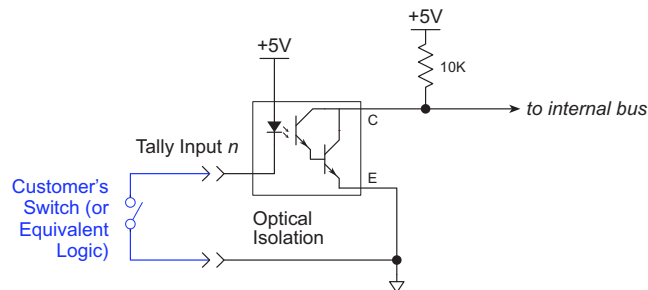 +5V
+5V
10K
C
to internal bus
Tally Input n
E
Customer's
Switch (or
Equivalent
Logic)
Optical
Isolation